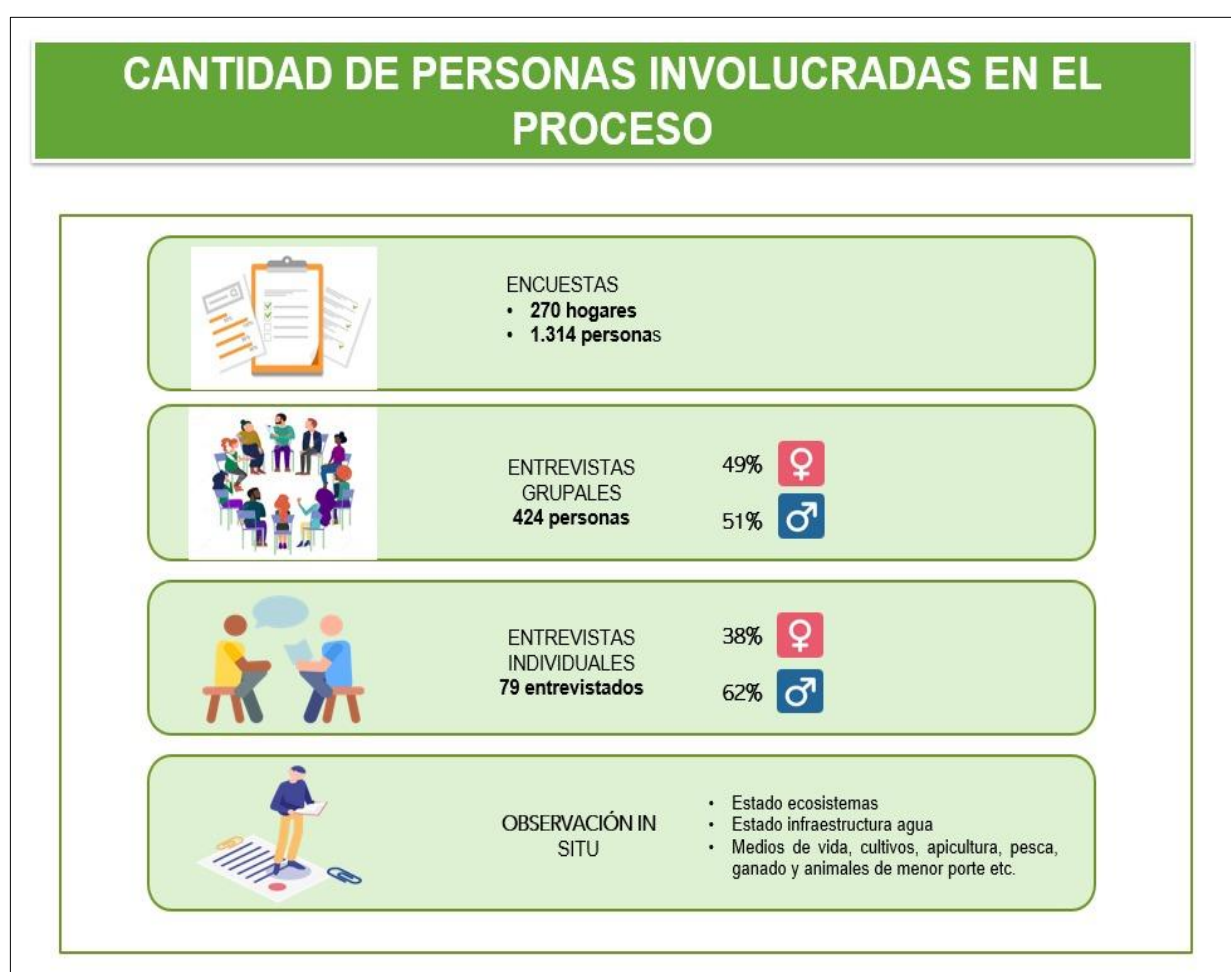 CANTIDAD DE PERSONAS INVOLUCRADAS EN EL
PROCESO
ENCUESTAS
• 270 hogares
• 1.314 personas
ENTREVISTAS
GRUPALES
424 personas
49%
51%
ENTREVISTAS
INDIVIDUALES
79 entrevistados
38%
62%
OBSERVACIÓN IN
SITU
• Estado ecosistemas
• Estado infraestructura agua
• Medios de vida, cultivos, apicultura, pesca,
ganado y animales de menor porte etc.